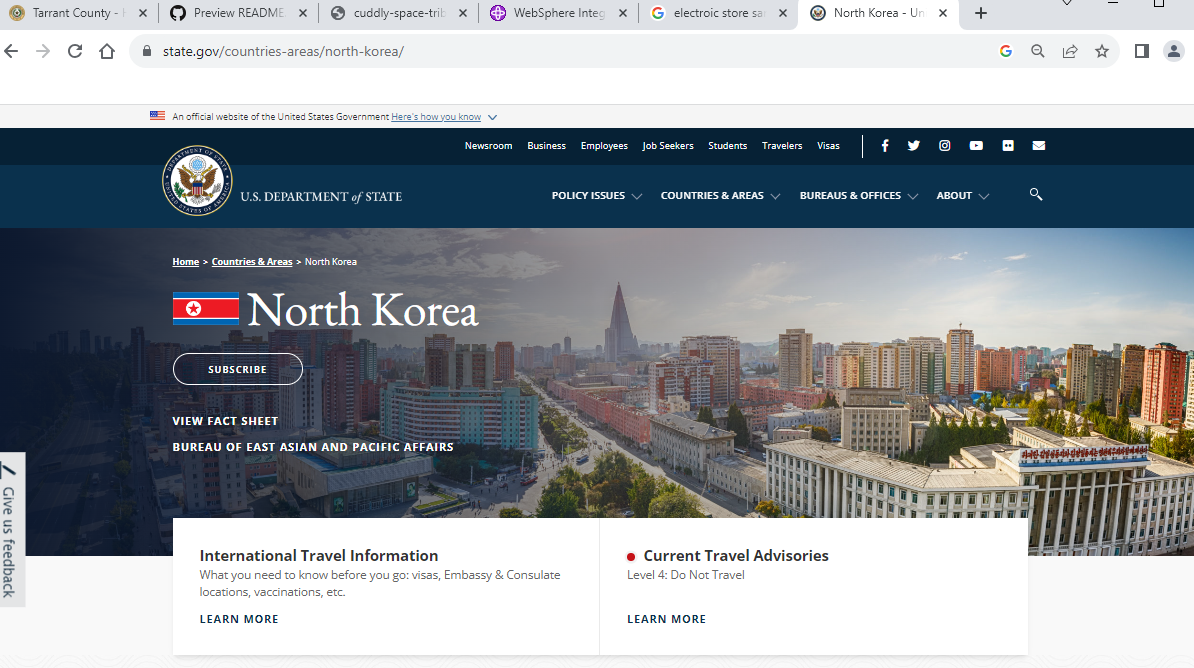 Tarrant County -
Preview README.
cuddly-space-trib
WebSphere Integ
electroic store sa
North Korea - Un
state.gov/countries-areas/north-korea/
An official website of the United States Government Here's how you know
Newsroom Business Employees Job Seekers Students Travelers Visas
U.S. DEPARTMENT of STATE
POLICY ISSUES COUNTRIES & AREAS BUREAUS & OFFICES ABOUT
Home > Countries & Areas > North Korea
North Korea
SUBSCRIBE
VIEW FACT SHEET
BUREAU OF EAST ASIAN AND PACIFIC AFFAIRS
Give us feedback
International Travel Information
What you need to know before you go: visas, Embassy & Consulate
locations, vaccinations, etc.
LEARN MORE
Current Travel Advisories
Level 4: Do Not Travel
LEARN MORE